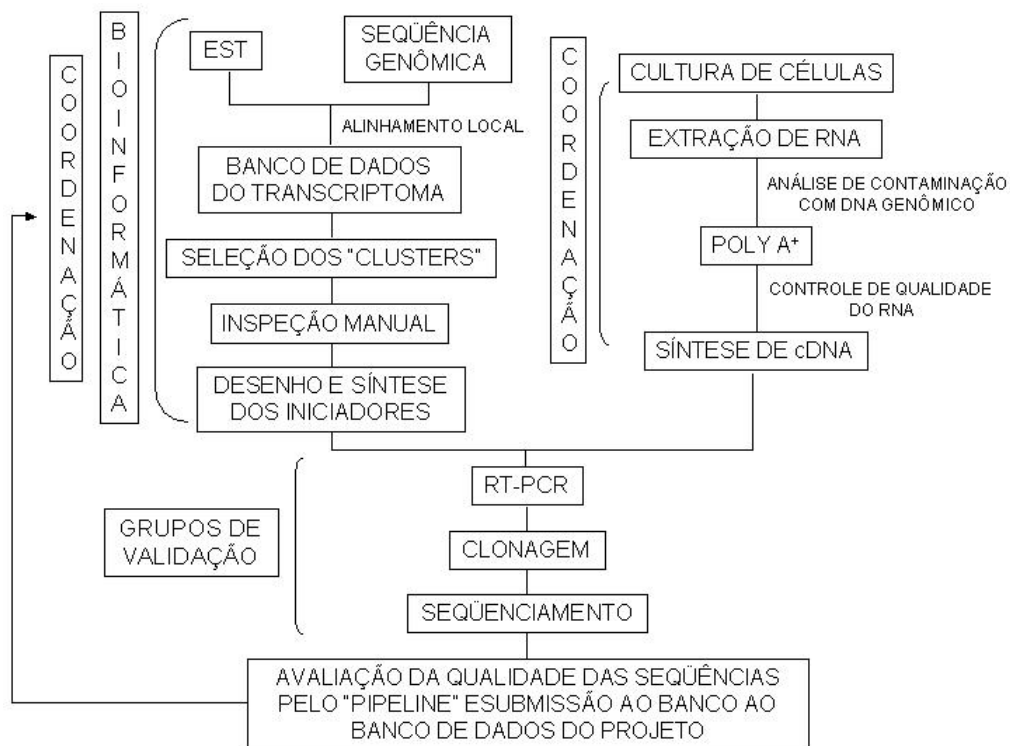 COORDENAÇÃO
BIOINFORMÁTICA
EST
SEQÜÊNCIA
GENÔMICA
ALINHAMENTO LOCAL
BANCO DE DADOS
DO TRANSCRIPTOMA
SELEÇÃO DOS "CLUSTERS"
INSPEÇÃO MANUAL
DESENHO E SÍNTESE
DOS INICIADORES
COORDENAÇÃO
CULTURA DE CÉLULAS
EXTRAÇÃO DE RNA
ANÁLISE DE CONTAMINAÇÃO
COM DNA GENÔMICO
POLY A+
CONTROLE DE QUALIDADE
DO RNA
SÍNTESE DE cDNA
GRUPOS DE
VALIDAÇÃO
RT-PCR
CLONAGEM
SEQÜENCIAMENTO
AVALIAÇÃO DA QUALIDADE DAS SEQÜÊNCIAS
PELO "PIPELINE" ESUBMISSÃO AO BANCO AO
BANCO DE DADOS DO PROJETO